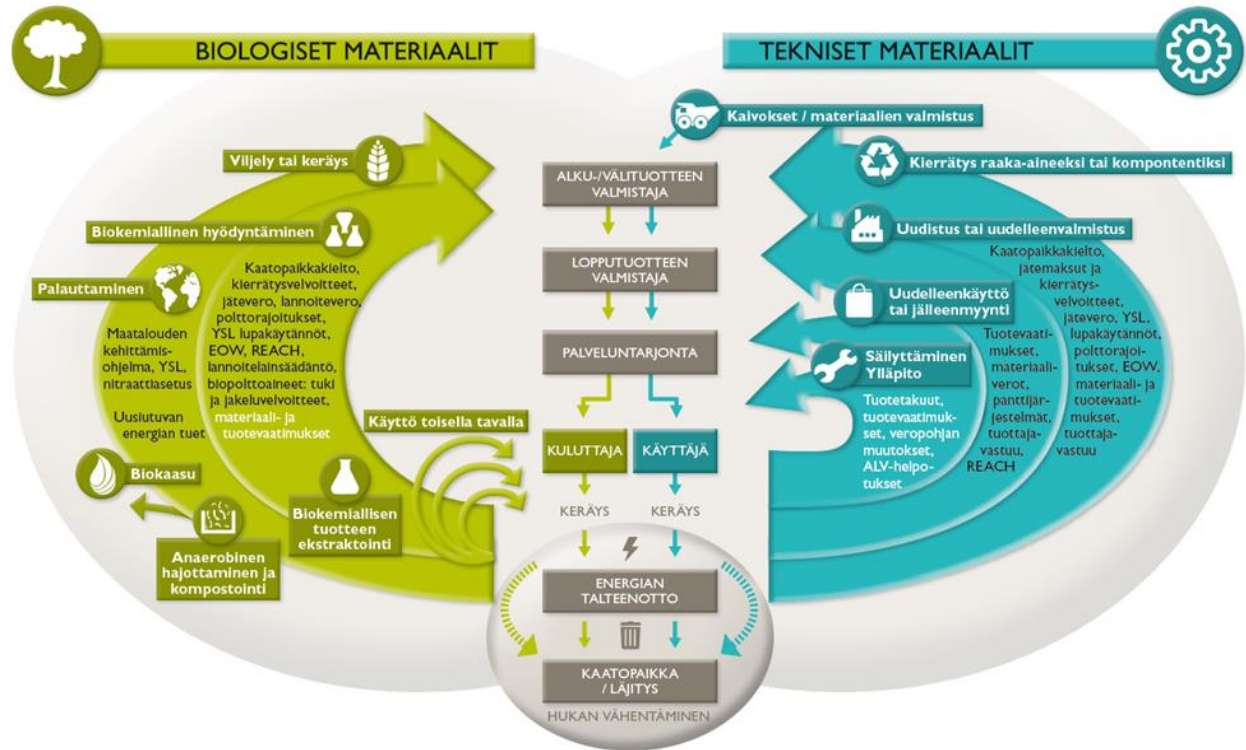 BIOLOGISET MATERIAALIT
TEKNISET MATERIAALIT
Kaivokset / materiaalien valmistus
Viljely tai keräys
Biokemiallinen hyödyntäminen
Palauttaminen
Maatalouden
kehittämis-
ohjelma, YSL,
nitraattiasetus
Uusiutuvan
energian tuet
Kaatopaikkakielto,
kierrätysvelvoitteet,
jätevero, lannoitevero,
polttorajoitukset,
YSL lupakäytännöt,
EOW, REACH,
lannoitelainsäädäntö,
biopolttoaineet: tuki
ja jakeluvelvoitteet,
materiaali- ja
tuotevaatimukset
Biokaasu
Anaerobinen
hajottaminen ja
kompostointi
Biokemiallisen
tuotteen
ekstraktointi
Käyttö toisella tavalla
ALKU-/VÄLITUOTTEEN
VALMISTAJA
LOPPUTUOTTEEN
VALMISTAJA
PALVELUNTARJONTA
KULUTTAJA
KÄYTTÄJÄ
KERÄYS
KERÄYS
ENERGIAN
TALTEENOTTO
KAATOPAIKKA
/ LÄJITYS
HUKAN VÄHENTÄMINEN
Kierrätys raaka-aineeksi tai kompontentiksi
Uudistus tai uudelleenvalmistus
Uudelleenkäyttö
tai jälleenmyynti
Säilyttäminen
Ylläpito
Tuotetakuut,
tuotevaatimuk-
set, veropohjan
muutokset,
ALV-helpo-
tukset
Tuotevaati-
mukset,
materiaali-
verot,
panttijär-
jestelmät,
tuottaja-
vastuu,
REACH
Kaatopaikkakielto,
jätemaksut ja
kierrätys-
velvoitteet,
jätevero, YSL,
lupakäytännöt,
polttorajoi-
tukset, EOW,
materiaali- ja
tuotevaati-
mukset,
tuottaja-
vastuu